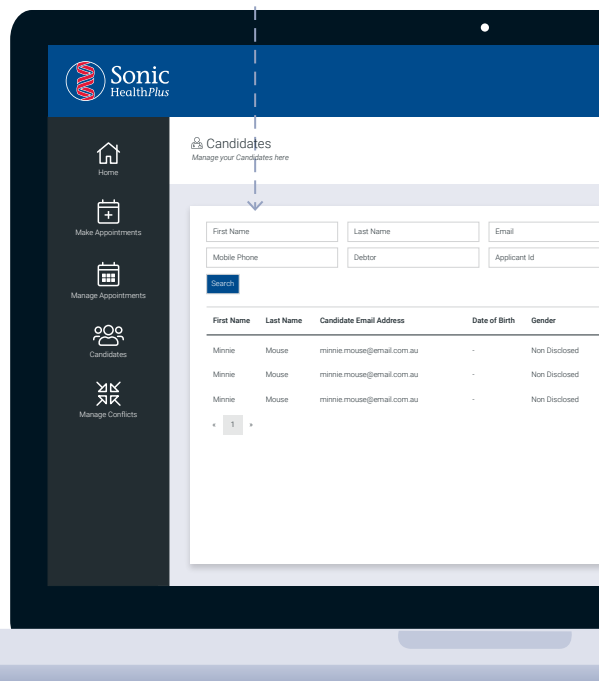 Sonic
HealthPlus
Home
Make Appointments
Manage Appointments
Candidates
Manage Conflicts
Candidates
Manage your Candidates here
First Name Last Name Email
Mobile Phone Debtor Applicant Id
Search
First Name Last Name Candidate Email Address Date of Birth Gender
Minnie Mouse minnie.mouse@email.com.au - Non Disclosed
Minnie Mouse minnie.mouse@email.com.au - Non Disclosed
Minnie Mouse minnie.mouse@email.com.au - Non Disclosed
« 1 »